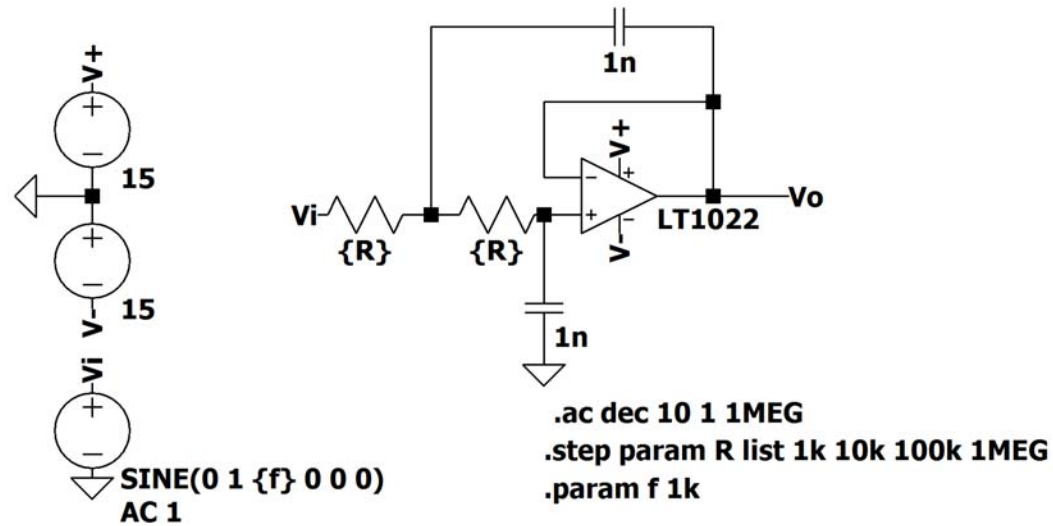 V+
+
−
15
+
−
15
V-
Vi
+
−
SINE(0 1 {f} 0 0 0)
AC 1
1n
Vi
{R}
{R}
−
+
V+
+
V-
−
LT1022
Vo
1n
.ac dec 10 1 1MEG
.step param R list 1k 10k 100k 1MEG
.param f 1k